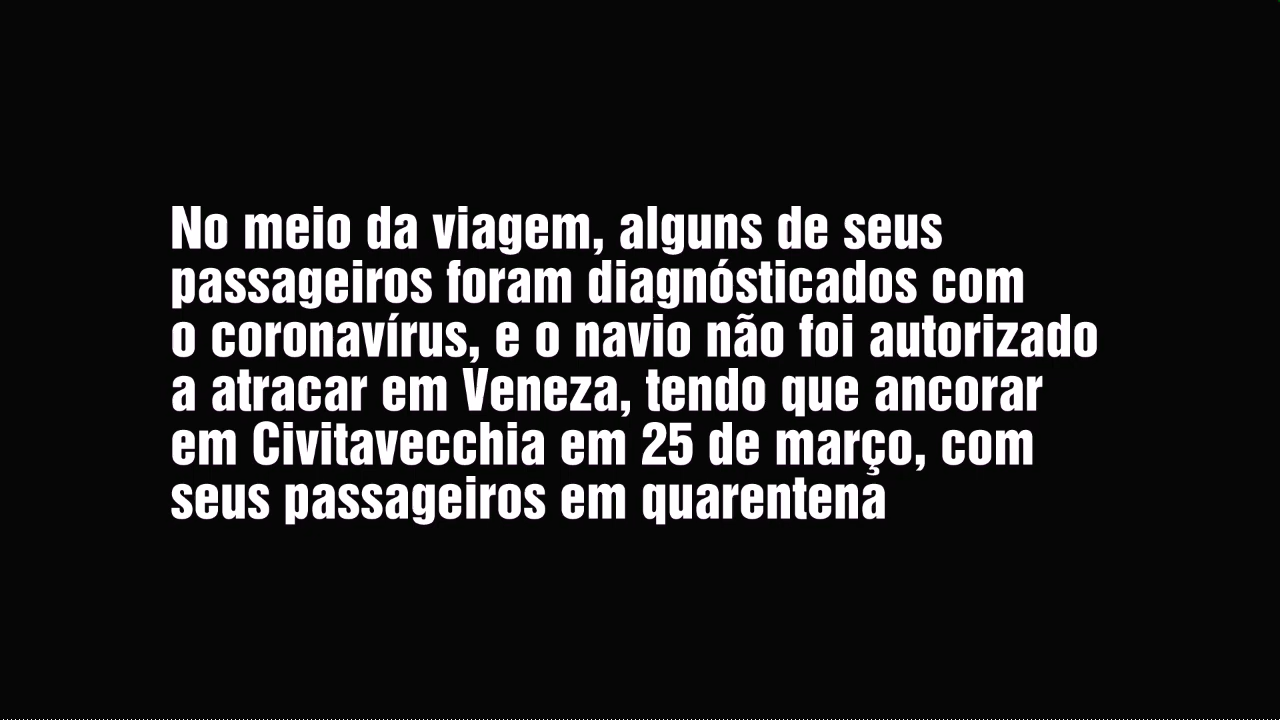 No meio da viagem, alguns de seus
passageiros foram diagnósticados com
o coronavírus, e o navio não foi autorizado
a atracar em Veneza, tendo que ancorar
em Civitavecchia em 25 de março, com
seus passageiros em quarentena